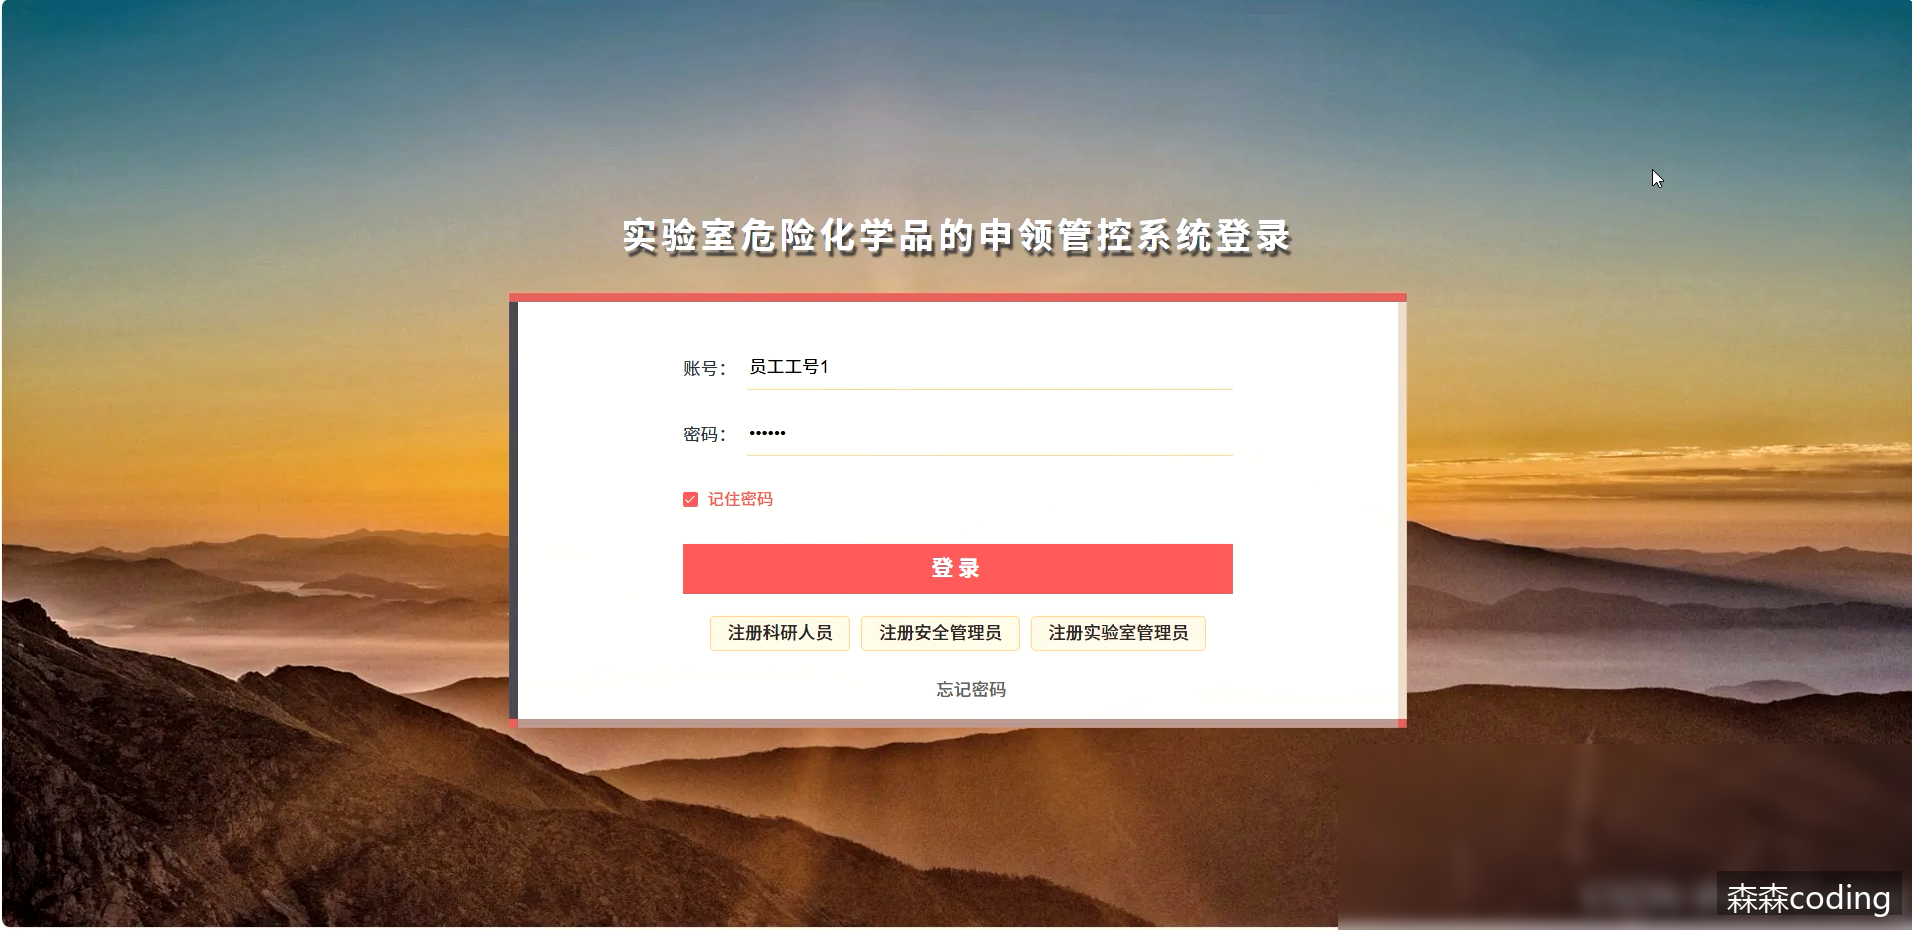 实验室危险化学品的申领管控系统登录
账号： 员工工号1
密码： ••••••
记住密码
登录
注册科研人员 注册安全管理员 注册实验室管理员
忘记密码
森森coding